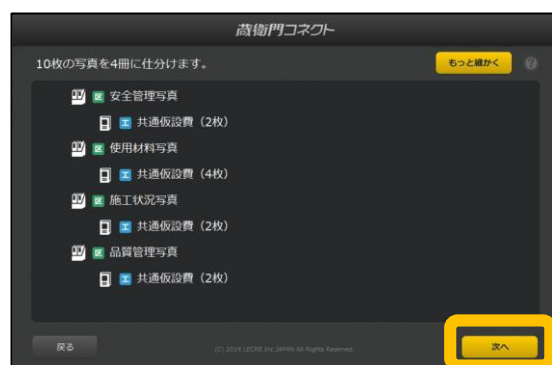 蔵衛門コネクト
10枚の写真を4冊に仕分けます。
もっと細かく
?
区 安全管理写真
工 共通仮設費（2枚）
区 使用材料写真
工 共通仮設費（4枚）
区 施工状況写真
工 共通仮設費（2枚）
区 品質管理写真
工 共通仮設費（2枚）
戻る
(C) 2019 LECRE Inc.JAPAN All Rights Reserved.
次へ